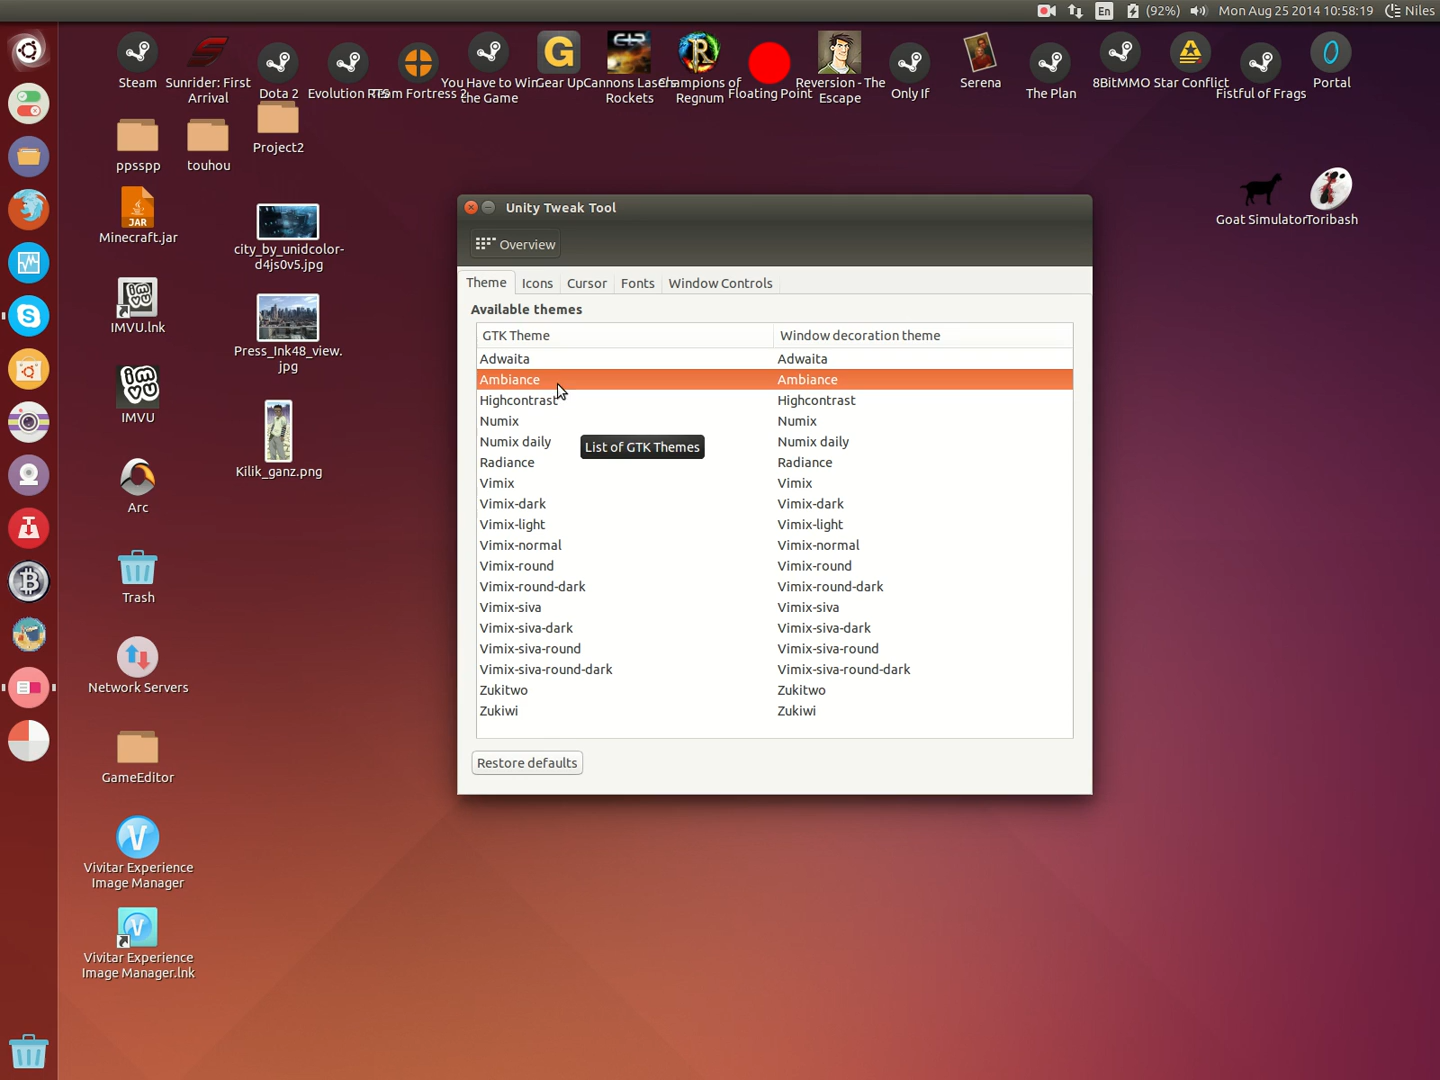 En (92%) Mon Aug 25 2014 10:58:19 Niles
Steam
Sunrider: First
Arrival
Dota 2
Evolution RTS
Team Fortress 2
You Have to Win
the Game
Gear Up
Cannons Lasers
Rockets
Champions of
Regnum
Floating Point
Reversion - The
Escape
Only If
Serena
The Plan
8BitMMO
Star Conflict
Fistful of Frags
Portal
ppsspp
touhou
Project2
Goat Simulator
Toribash
JAR
Minecraft.jar
city_by_unidcolor-
d4js0v5.jpg
imvu
IMVU.lnk
Press_Ink48_view.
jpg
imvu
IMVU
Kilik_ganz.png
Arc
Trash
Network Servers
GameEditor
Vivitar Experience
Image Manager
Vivitar Experience
Image Manager.lnk
Unity Tweak Tool
Overview
Theme Icons Cursor Fonts Window Controls
Available themes
GTK Theme Window decoration theme
Adwaita Adwaita
Ambiance Ambiance
Highcontrast Highcontrast
Numix Numix
Numix daily Numix daily
List of GTK Themes
Radiance Radiance
Vimix Vimix
Vimix-dark Vimix-dark
Vimix-light Vimix-light
Vimix-normal Vimix-normal
Vimix-round Vimix-round
Vimix-round-dark Vimix-round-dark
Vimix-siva Vimix-siva
Vimix-siva-dark Vimix-siva-dark
Vimix-siva-round Vimix-siva-round
Vimix-siva-round-dark Vimix-siva-round-dark
Zukitwo Zukitwo
Zukiwi Zukiwi
Restore defaults